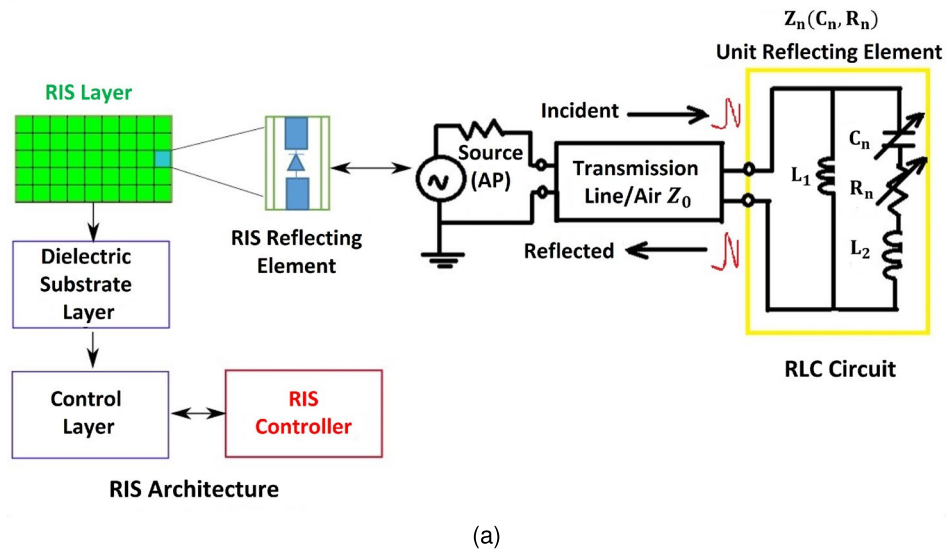 Zₙ(Cₙ, Rₙ)
Unit Reflecting Element
RIS Layer
Incident
Source
(AP)
Transmission
Line/Air Z₀
Reflected
L₁
Cₙ
Rₙ
L₂
RIS Reflecting
Element
Dielectric
Substrate
Layer
RLC Circuit
Control
Layer
RIS
Controller
RIS Architecture
(a)